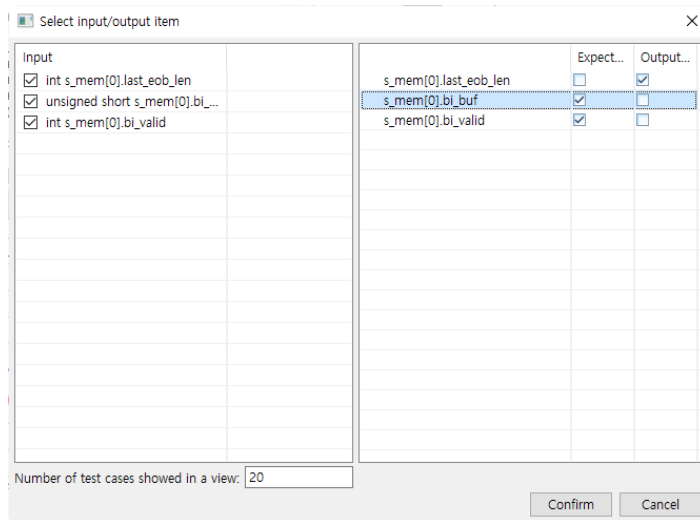 Select input/output item
Input
int s_mem[0].last_eob_len
unsigned short s_mem[0].bi_...
int s_mem[0].bi_valid
Expect... Output...
s_mem[0].last_eob_len
s_mem[0].bi_buf
s_mem[0].bi_valid
Number of test cases showed in a view: 20
Confirm Cancel